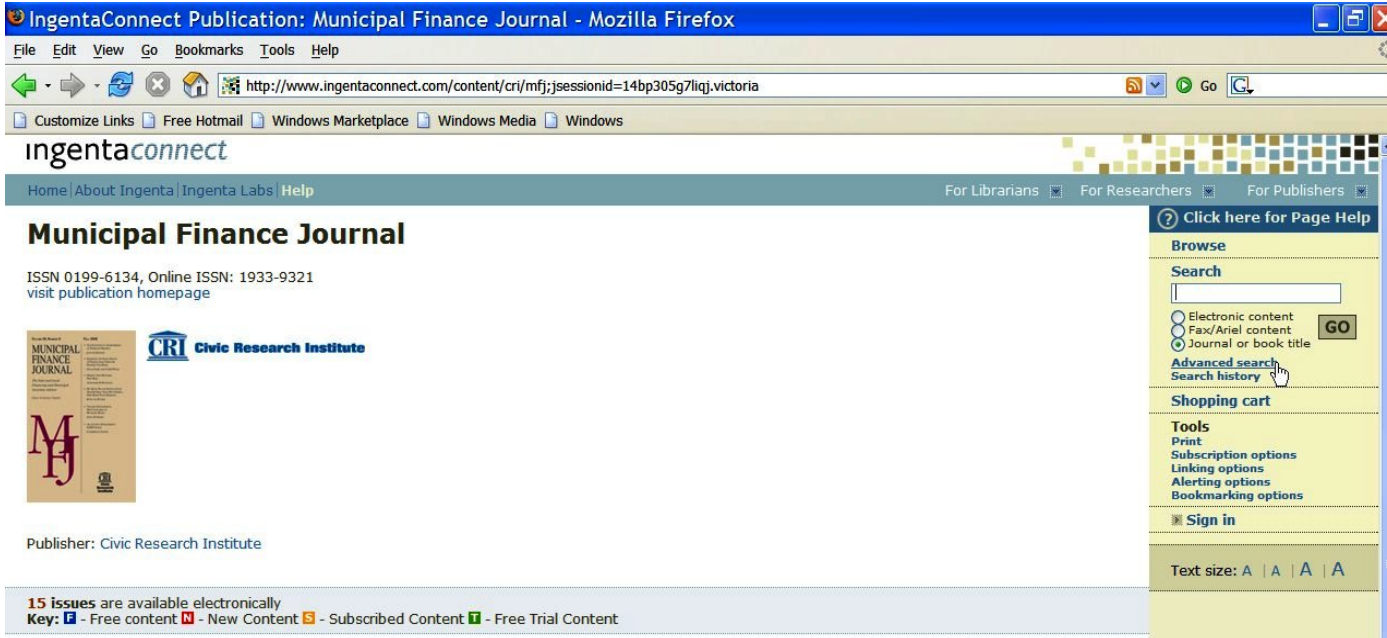 IngentaConnect Publication: Municipal Finance Journal - Mozilla Firefox
File Edit View Go Bookmarks Tools Help
http://www.ingentaconnect.com/content/cri/mfj;jsessionid=14bp305g7liqj.victoria
Go
G
Customize Links Free Hotmail Windows Marketplace Windows Media Windows
ingentaconnect
Home|About Ingenta|Ingenta Labs|Help
For Librarians For Researchers For Publishers
Municipal Finance Journal
ISSN 0199-6134, Online ISSN: 1933-9321
visit publication homepage
MUNICIPAL
FINANCE
JOURNAL
MFJ
CRI Civic Research Institute
Publisher: Civic Research Institute
15 issues are available electronically
Key: F - Free content N - New Content S - Subscribed Content T - Free Trial Content
? Click here for Page Help
Browse
Search
Electronic content
Fax/Ariel content
Journal or book title
GO
Advanced search
Search history
Shopping cart
Tools
Print
Subscription options
Linking options
Alerting options
Bookmarking options
Sign in
Text size: A | A | A | A